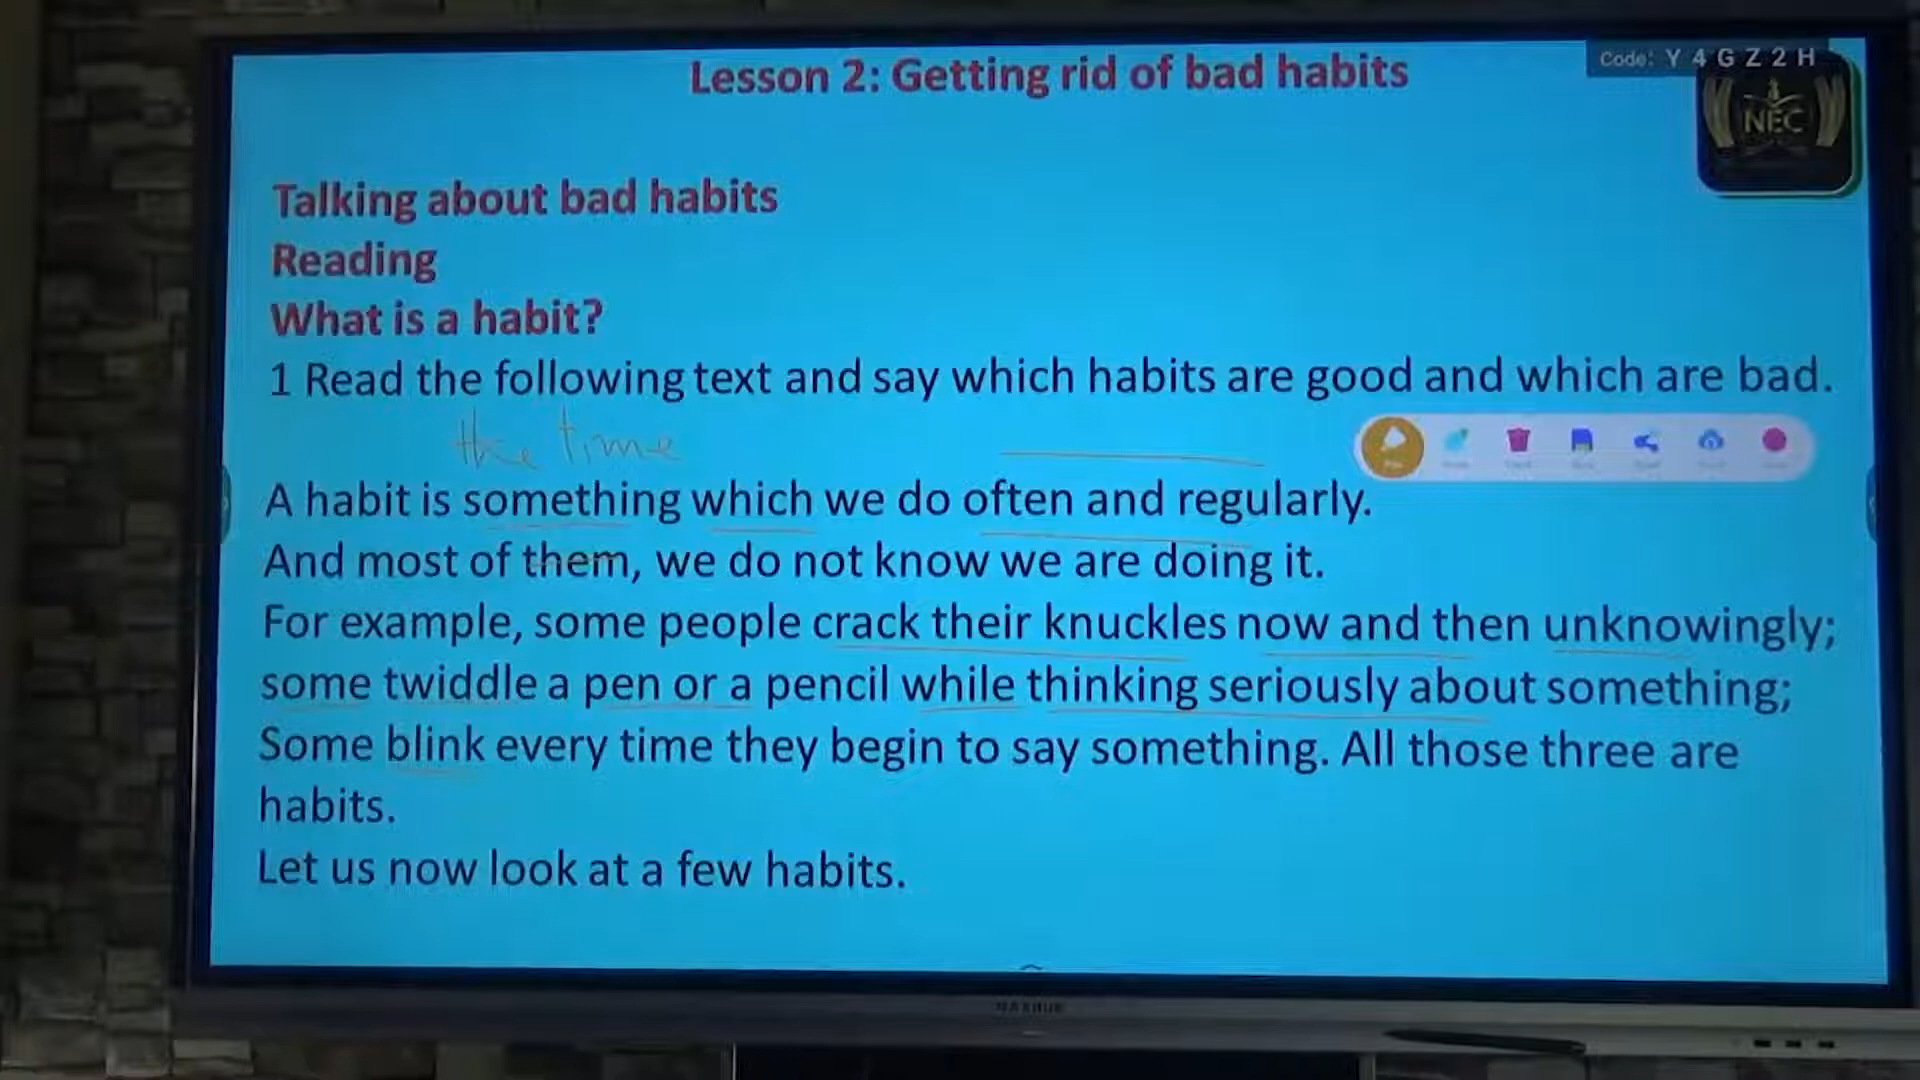 Code: Y 4 G Z 2 H
Lesson 2: Getting rid of bad habits
NEC
Talking about bad habits
Reading
What is a habit?
1 Read the following text and say which habits are good and which are bad.
the time
A habit is something which we do often and regularly.
And most of them, we do not know we are doing it.
For example, some people crack their knuckles now and then unknowingly;
some twiddle a pen or a pencil while thinking seriously about something;
Some blink every time they begin to say something. All those three are
habits.
Let us now look at a few habits.